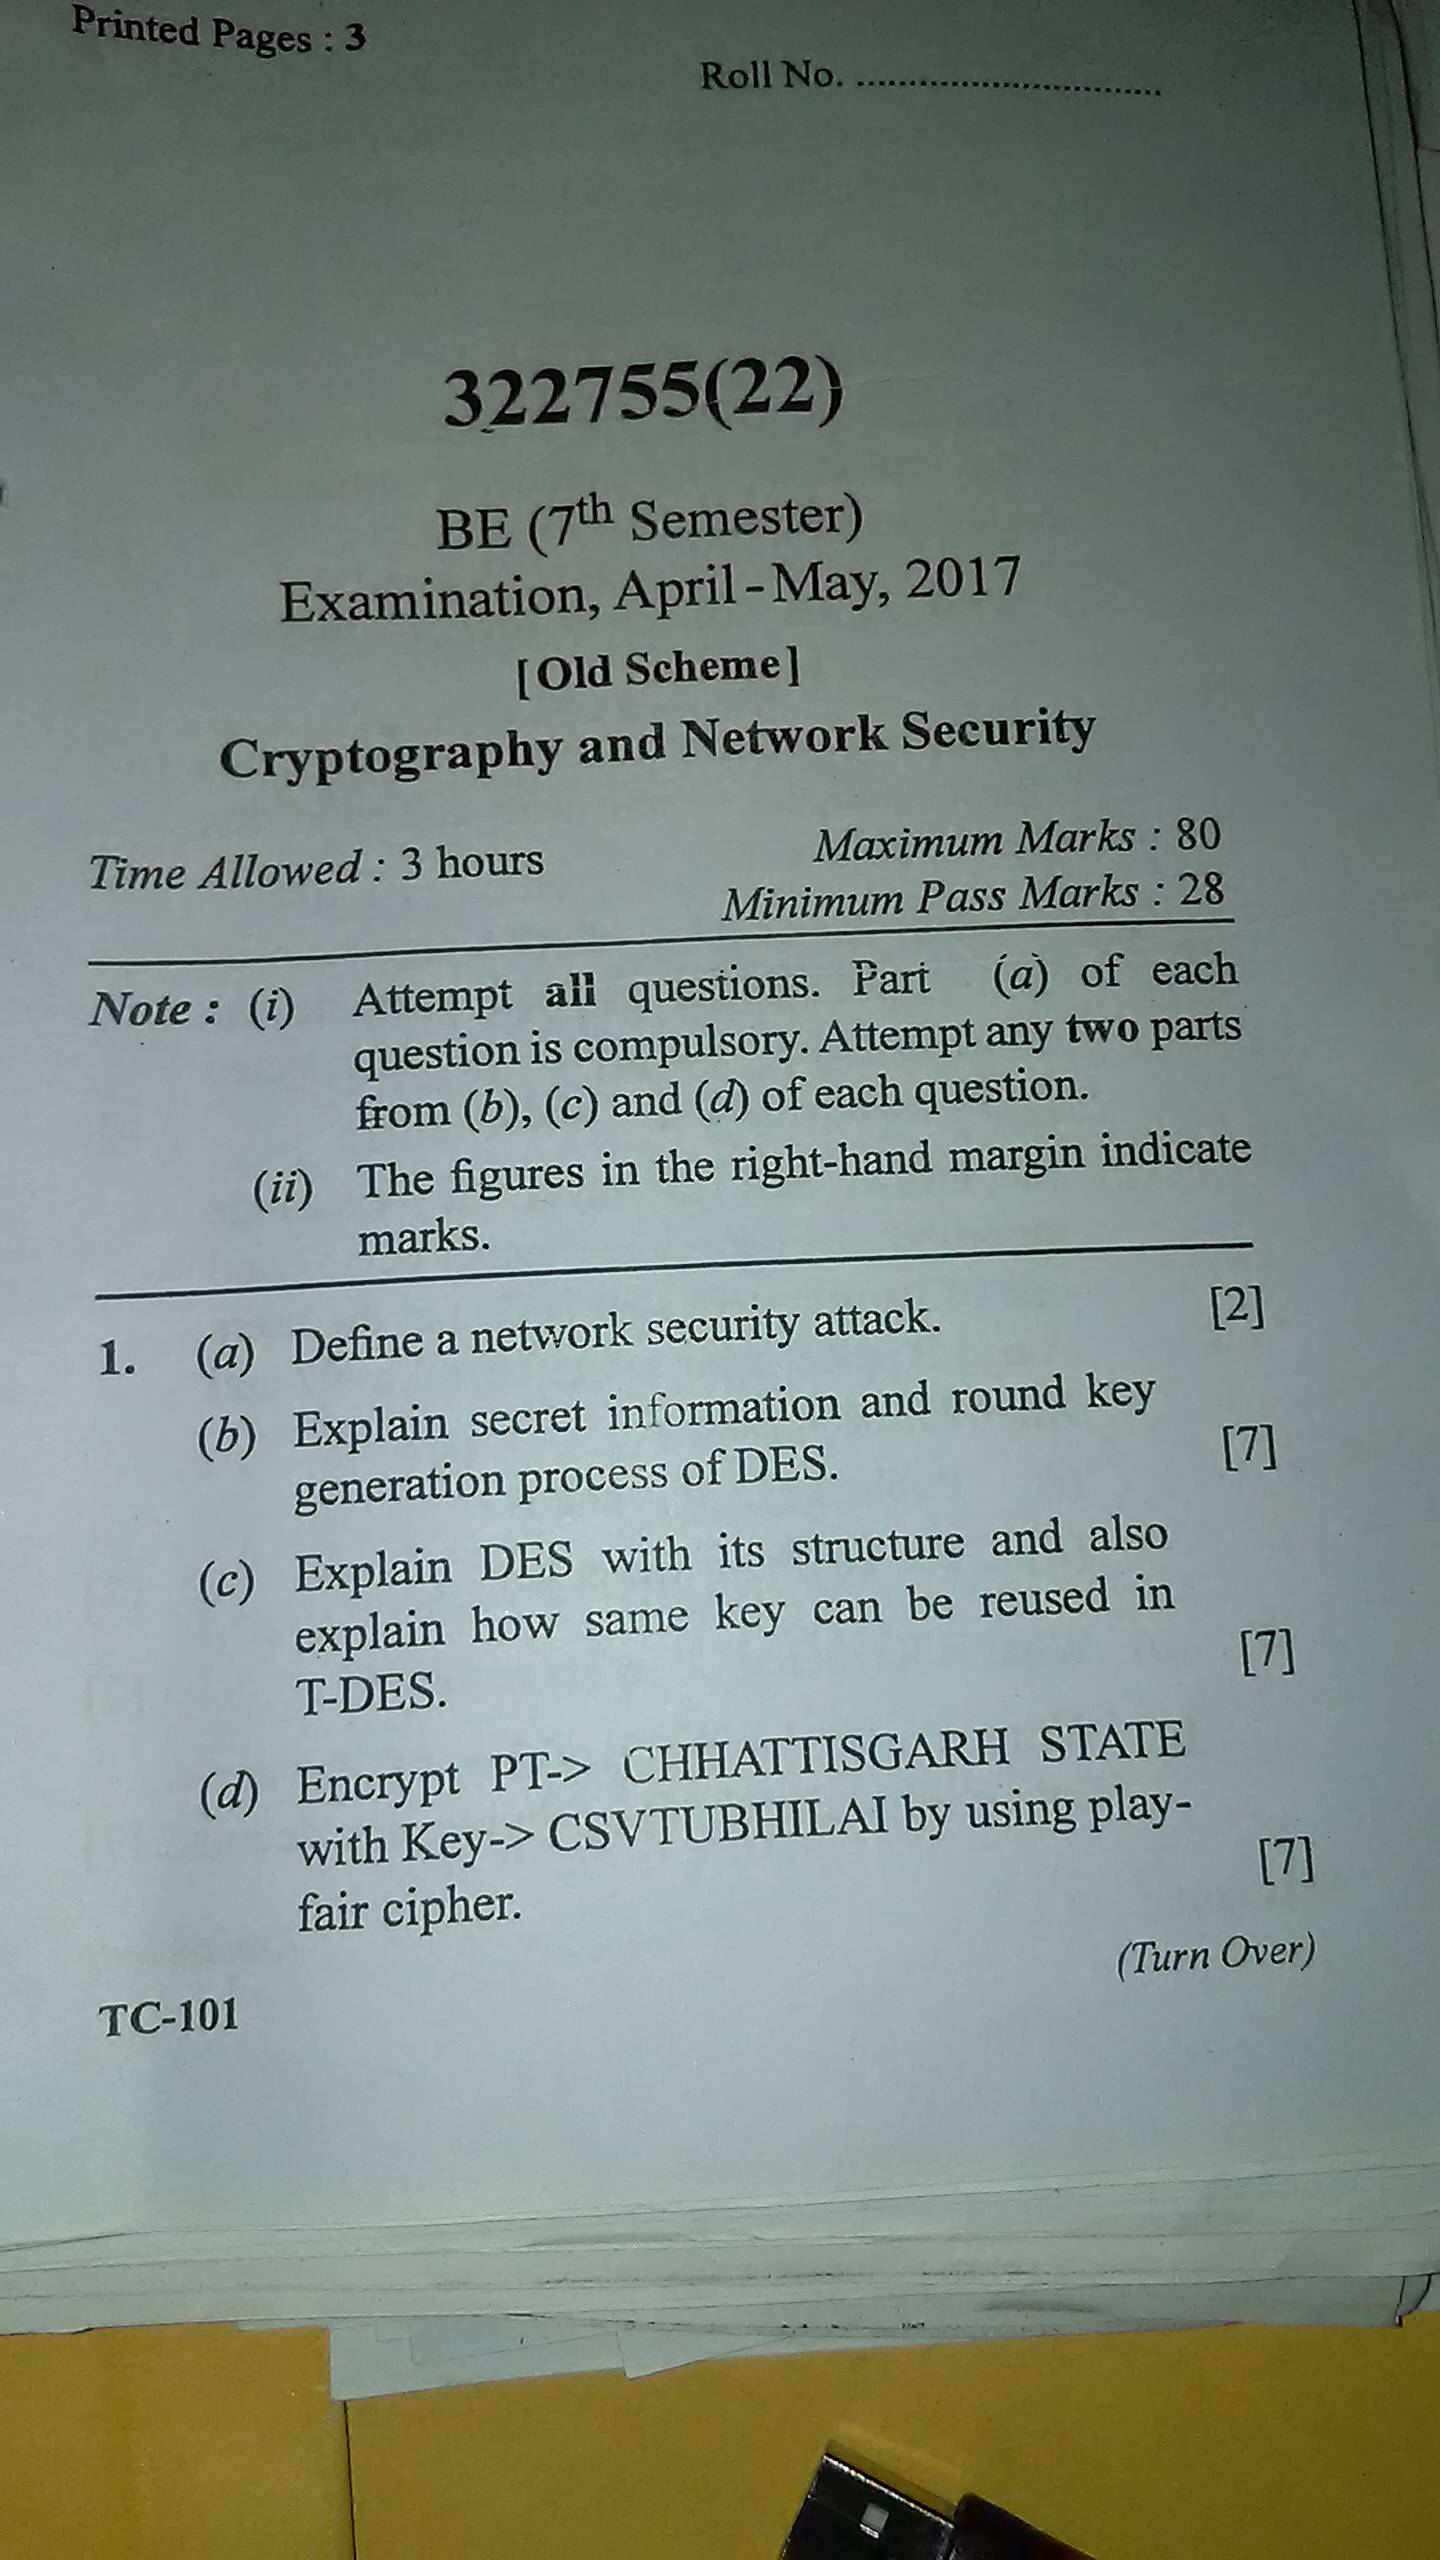 Printed Pages : 3
Roll No. ..............................
322755(22)
BE (7th Semester)
Examination, April - May, 2017
[Old Scheme]
Cryptography and Network Security
Time Allowed : 3 hours
Maximum Marks : 80
Minimum Pass Marks : 28
Note : (i) Attempt all questions. Part (a) of each
question is compulsory. Attempt any two parts
from (b), (c) and (d) of each question.
(ii) The figures in the right-hand margin indicate
marks.
1. (a) Define a network security attack. [2]
(b) Explain secret information and round key
generation process of DES. [7]
(c) Explain DES with its structure and also
explain how same key can be reused in
T-DES. [7]
(d) Encrypt PT-> CHHATTISGARH STATE
with Key-> CSVTUBHILAI by using play-
fair cipher. [7]
(Turn Over)
TC-101